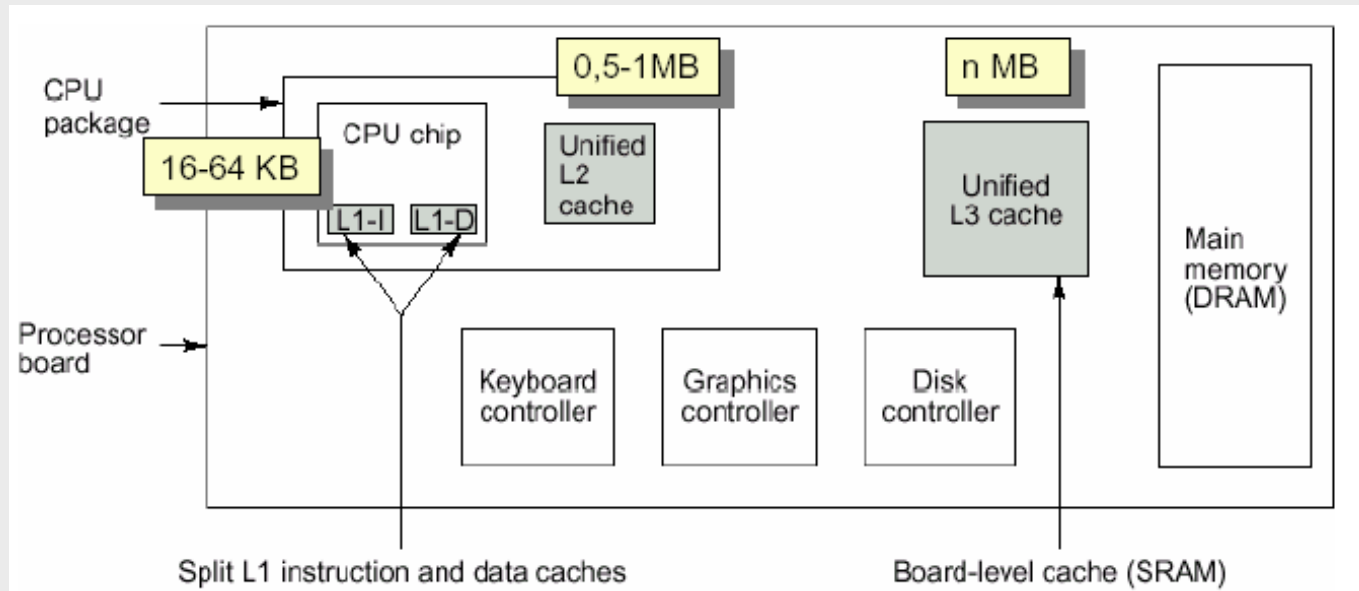 0,5-1MB
n MB
CPU
package
CPU chip
16-64 KB
L1-I
L1-D
Unified
L2
cache
Unified
L3 cache
Main
memory
(DRAM)
Processor
board
Keyboard
controller
Graphics
controller
Disk
controller
Split L1 instruction and data caches
Board-level cache (SRAM)